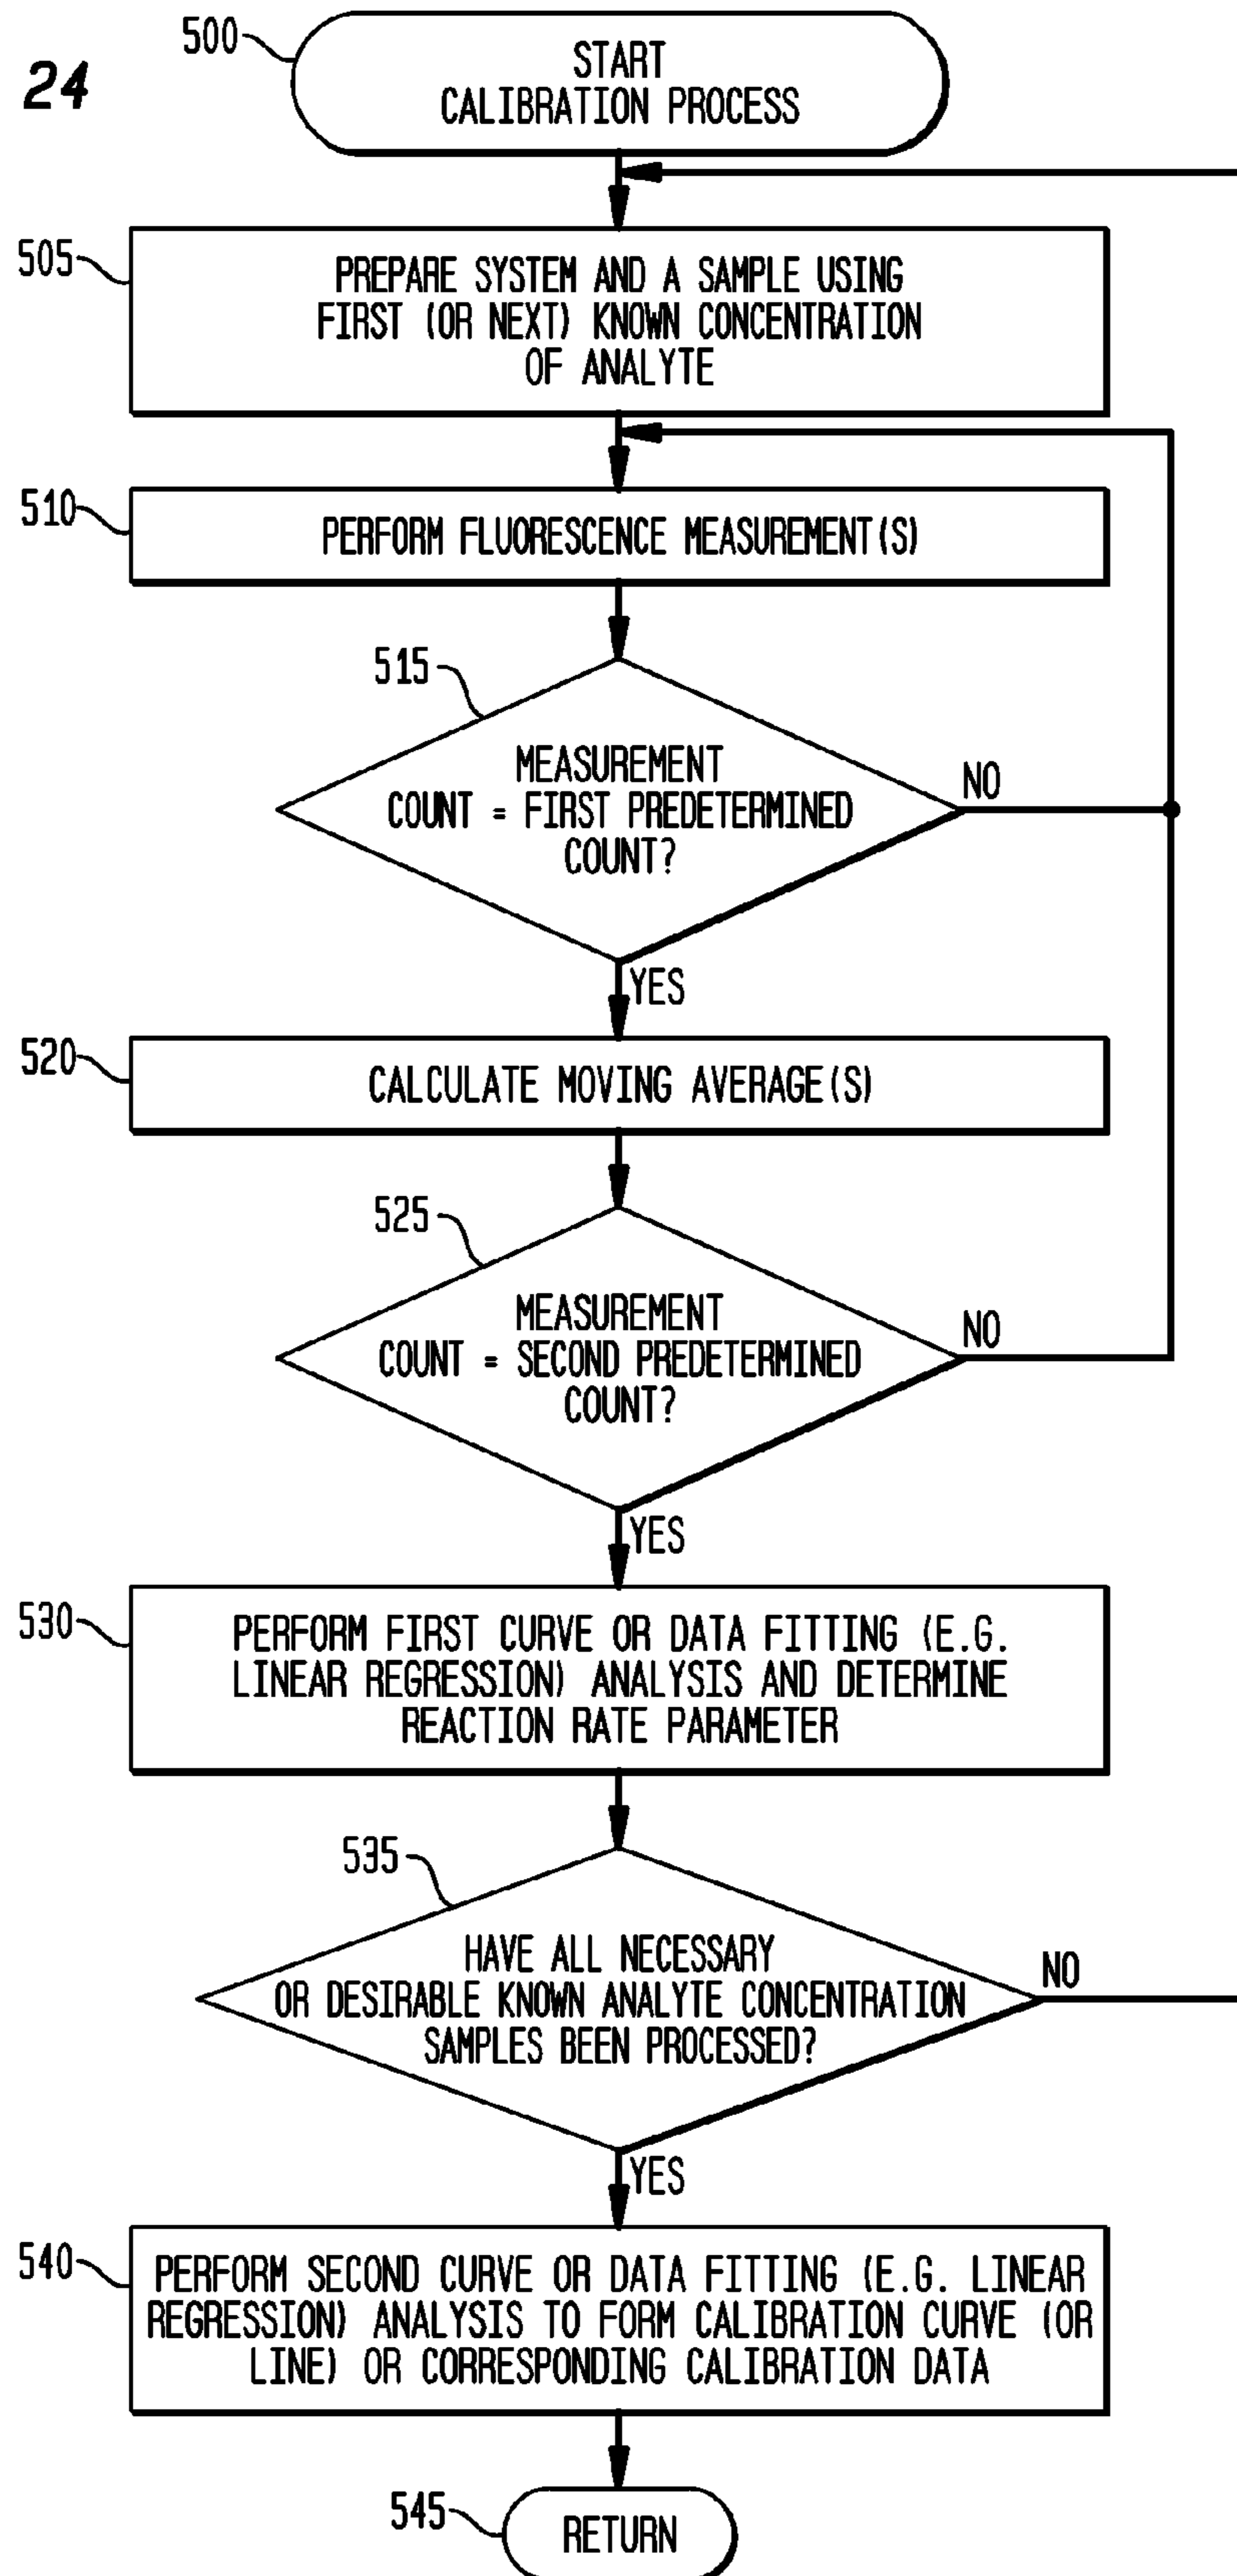 24
500
START
CALIBRATION PROCESS
505
PREPARE SYSTEM AND A SAMPLE USING
FIRST (OR NEXT) KNOWN CONCENTRATION
OF ANALYTE
510
PERFORM FLUORESCENCE MEASUREMENT(S)
515
MEASUREMENT
COUNT = FIRST PREDETERMINED
COUNT?
NO
YES
520
CALCULATE MOVING AVERAGE(S)
525
MEASUREMENT
COUNT = SECOND PREDETERMINED
COUNT?
NO
YES
530
PERFORM FIRST CURVE OR DATA FITTING (E.G.
LINEAR REGRESSION) ANALYSIS AND DETERMINE
REACTION RATE PARAMETER
535
HAVE ALL NECESSARY
OR DESIRABLE KNOWN ANALYTE CONCENTRATION
SAMPLES BEEN PROCESSED?
NO
YES
540
PERFORM SECOND CURVE OR DATA FITTING (E.G. LINEAR
REGRESSION) ANALYSIS TO FORM CALIBRATION CURVE (OR
LINE) OR CORRESPONDING CALIBRATION DATA
545
RETURN